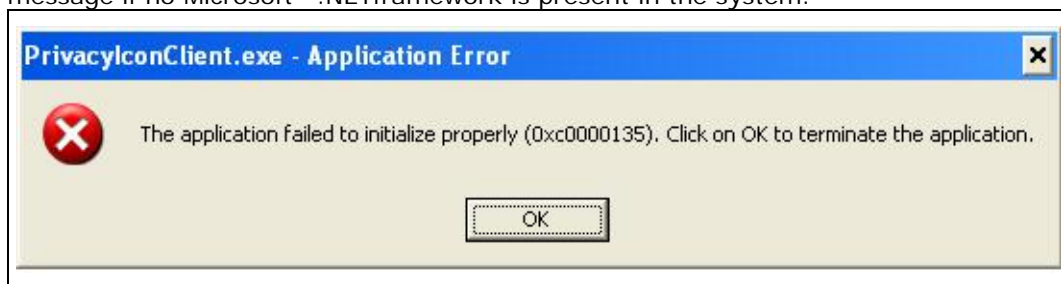 message if no Microsoft* .NETframework is present in the system.
PrivacyIconClient.exe - Application Error
The application failed to initialize properly (0xc0000135). Click on OK to terminate the application.
OK